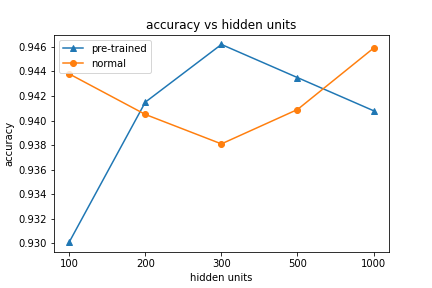 accuracy vs hidden units
pre-trained
normal
0.946
0.944
0.942
0.940
0.938
0.936
0.934
0.932
0.930
accuracy
100 200 300 500 1000
hidden units